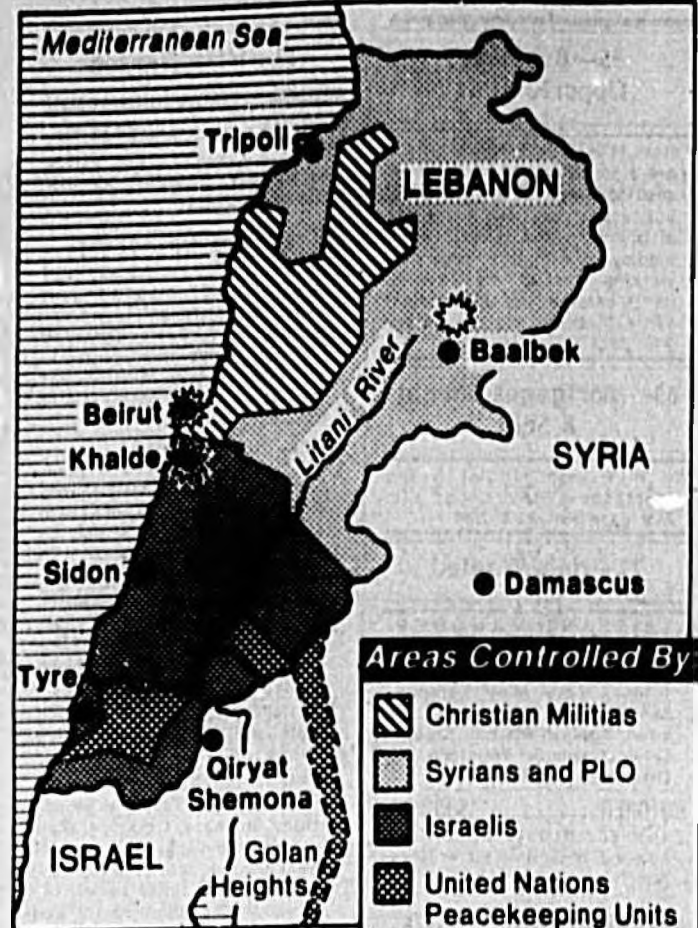 Mediterranean Sea
Tripoli
LEBANON
Baalbek
Litani River
Beirut
Khalde
SYRIA
Sidon
Damascus
Tyre
Qiryat
Shemona
ISRAEL
Golan
Heights
Areas Controlled By
Christian Militias
Syrians and PLO
Israelis
United Nations
Peacekeeping Units